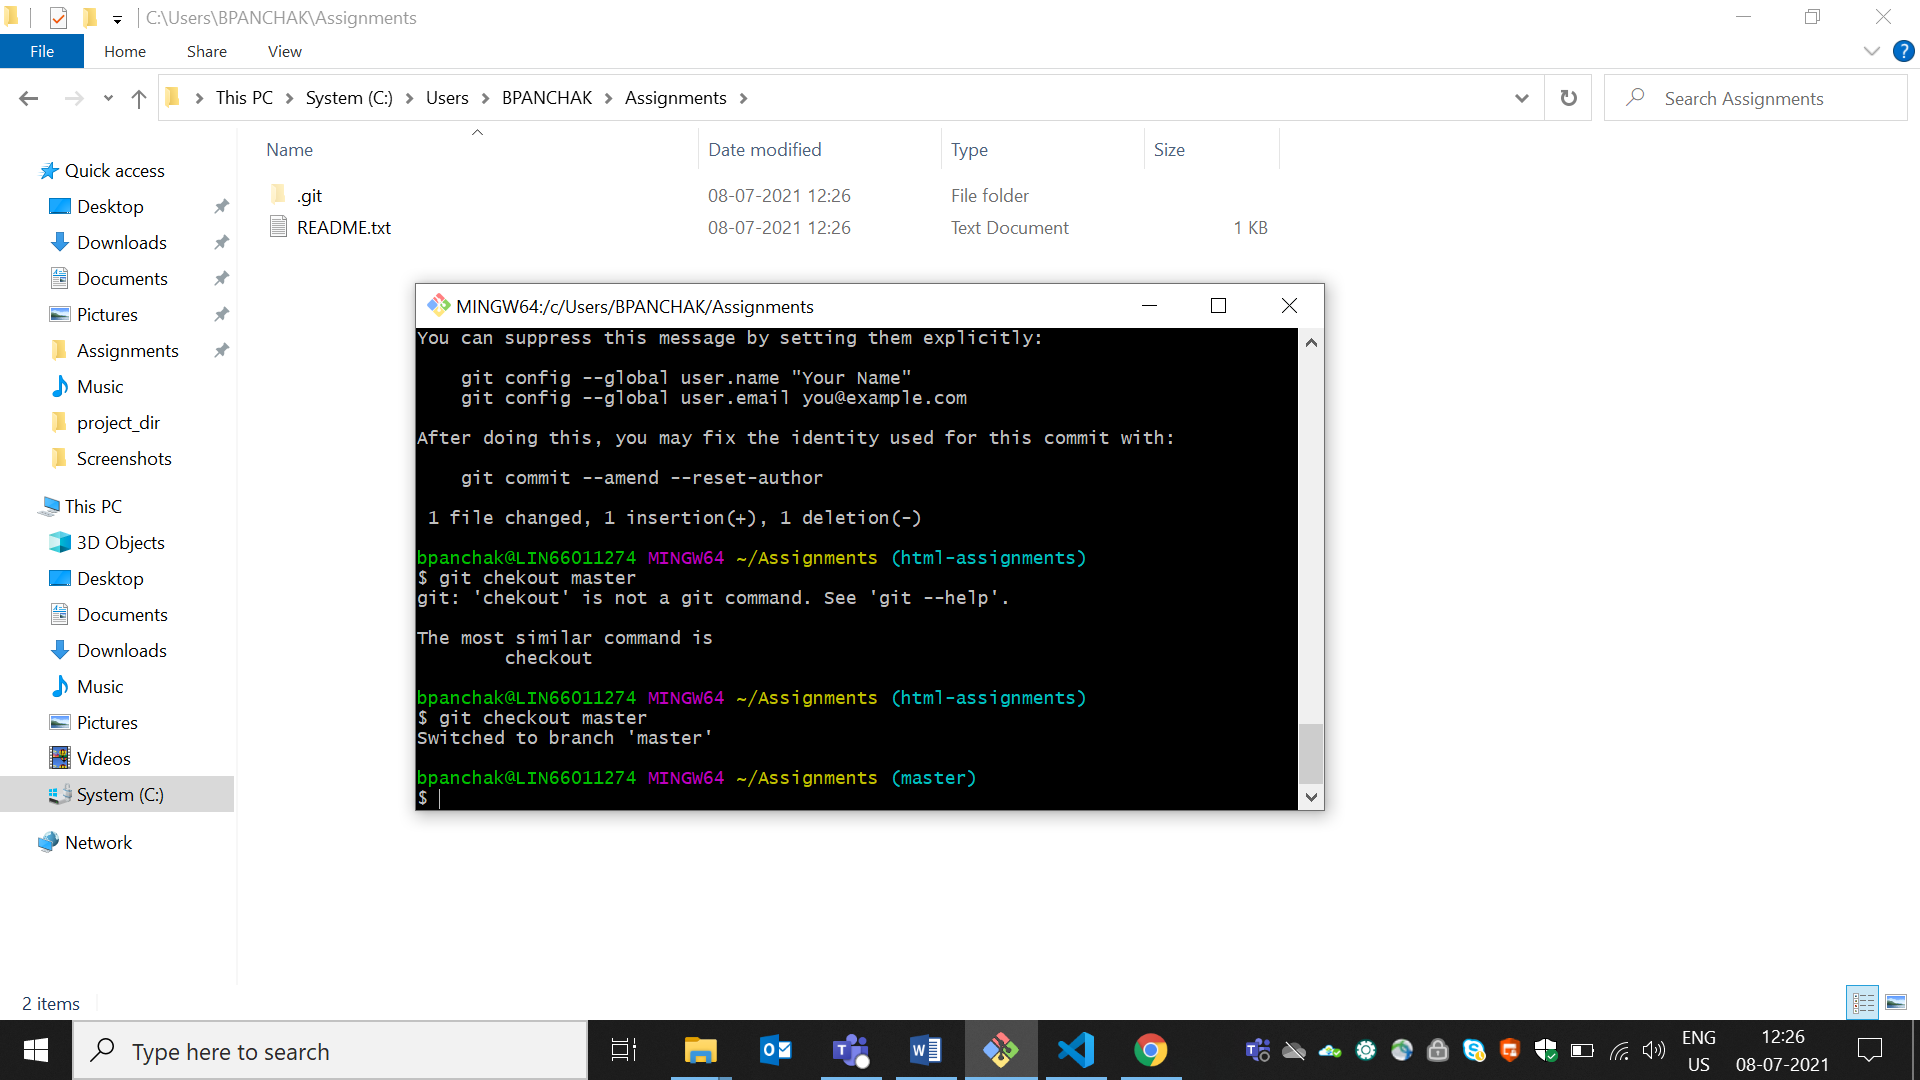 C:\Users\BPANCHAK\Assignments
File Home Share View
This PC System (C:) Users BPANCHAK Assignments
Search Assignments
Name Date modified Type Size
.git 08-07-2021 12:26 File folder
README.txt 08-07-2021 12:26 Text Document 1 KB
Quick access
Desktop
Downloads
Documents
Pictures
Assignments
Music
project_dir
Screenshots
This PC
3D Objects
Desktop
Documents
Downloads
Music
Pictures
Videos
System (C:)
Network
MINGW64:/c/Users/BPANCHAK/Assignments
You can suppress this message by setting them explicitly:
git config --global user.name "Your Name"
git config --global user.email you@example.com
After doing this, you may fix the identity used for this commit with:
git commit --amend --reset-author
1 file changed, 1 insertion(+), 1 deletion(-)
bpanchak@LIN66011274 MINGW64 ~/Assignments (html-assignments)
$ git chekout master
git: 'chekout' is not a git command. See 'git --help'.
The most similar command is
checkout
bpanchak@LIN66011274 MINGW64 ~/Assignments (html-assignments)
$ git checkout master
Switched to branch 'master'
bpanchak@LIN66011274 MINGW64 ~/Assignments (master)
$
2 items
Type here to search
ENG
US
12:26
08-07-2021